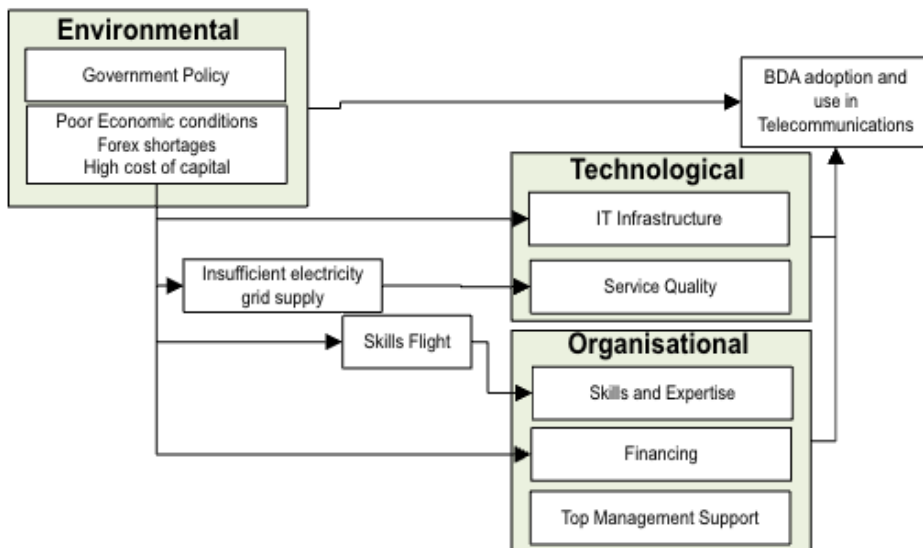 Environmental
Government Policy
Poor Economic conditions
Forex shortages
High cost of capital
BDA adoption and
use in
Telecommunications
Technological
IT Infrastructure
Insufficient electricity
grid supply
Service Quality
Skills Flight
Organisational
Skills and Expertise
Financing
Top Management Support